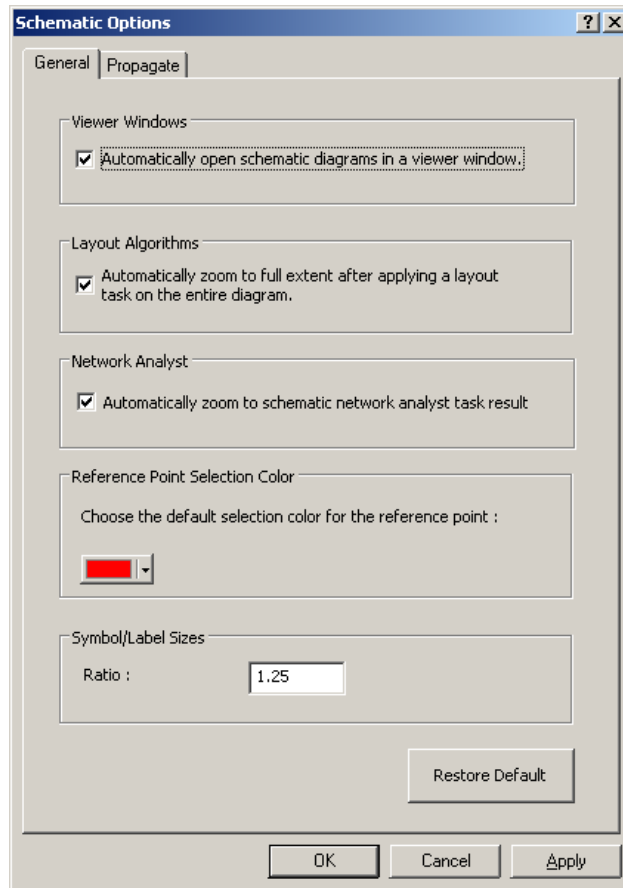 Schematic Options
General
Propagate
Viewer Windows
Automatically open schematic diagrams in a viewer window.
Layout Algorithms
Automatically zoom to full extent after applying a layout
task on the entire diagram.
Network Analyst
Automatically zoom to schematic network analyst task result
Reference Point Selection Color
Choose the default selection color for the reference point :
Symbol/Label Sizes
Ratio :
1.25
Restore Default
OK
Cancel
Apply